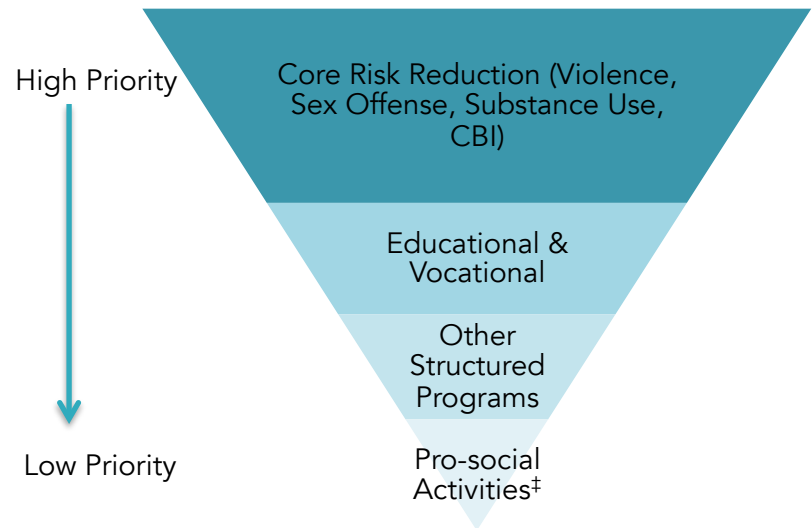 High Priority
Core Risk Reduction (Violence,
Sex Offense, Substance Use,
CBI)
Educational &
Vocational
Other
Structured
Programs
Low Priority
Pro-social
Activities‡